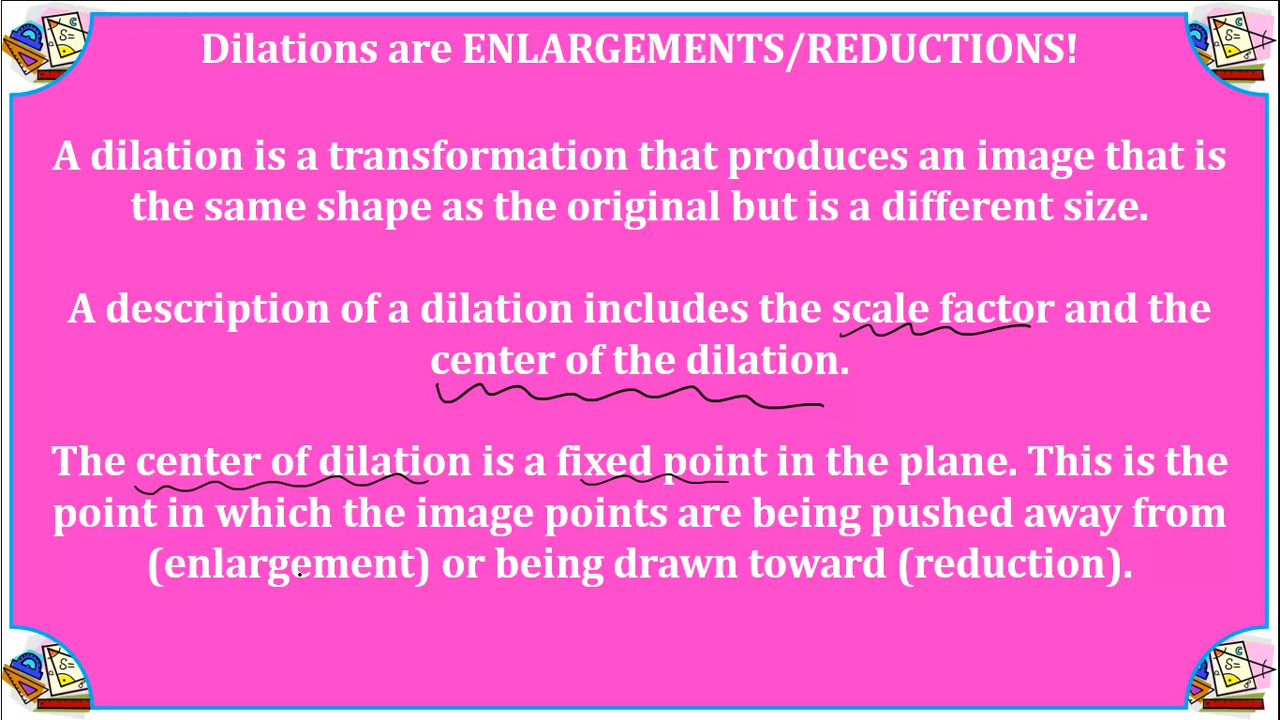 Dilations are ENLARGEMENTS/REDUCTIONS!
A dilation is a transformation that produces an image that is
the same shape as the original but is a different size.
A description of a dilation includes the scale factor and the
center of the dilation.
The center of dilation is a fixed point in the plane. This is the
point in which the image points are being pushed away from
(enlargement) or being drawn toward (reduction).